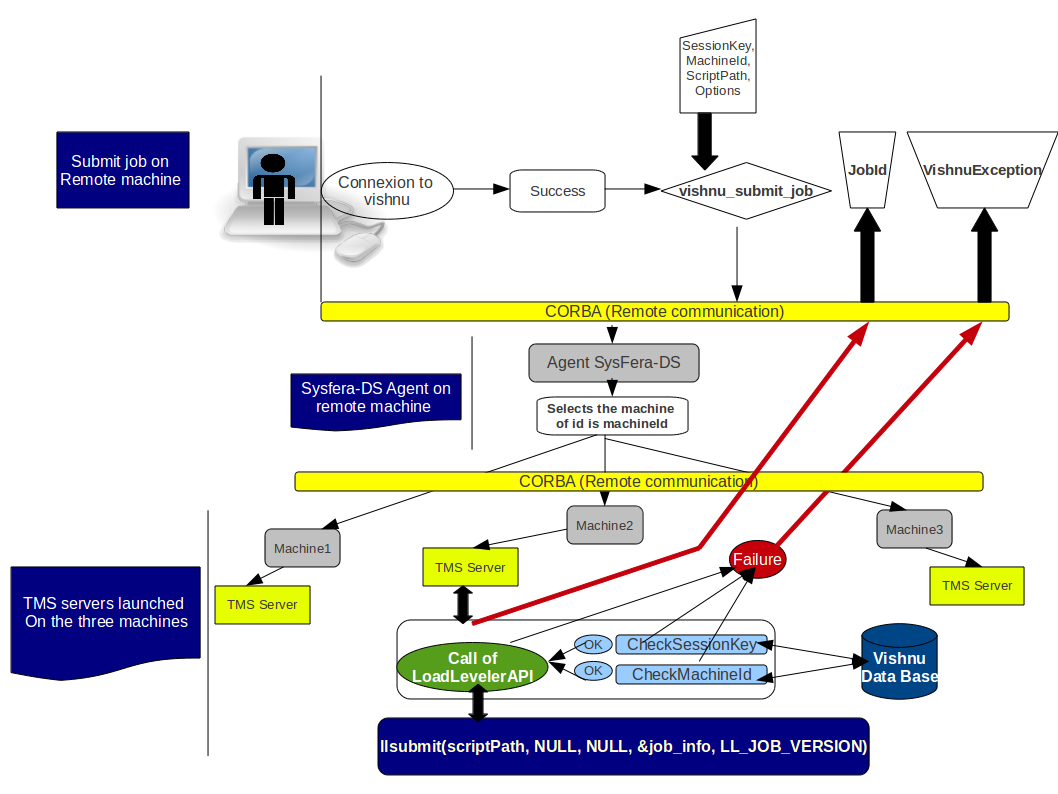 SessionKey,
MachineId,
ScriptPath,
Options
Submit job on
Remote machine
Connexion to
vishnu
Success
vishnu_submit_job
JobId
VishnuException
CORBA (Remote communication)
Agent SysFera-DS
Sysfera-DS Agent on
remote machine
Selects the machine
of id is machineId
CORBA (Remote communication)
Machine1
Machine2
Machine3
TMS Server
TMS Server
TMS Server
Failure
TMS servers launched
On the three machines
OK
CheckSessionKey
OK
CheckMachineId
Call of
LoadLevelerAPI
Vishnu
Data Base
llsubmit(scriptPath, NULL, NULL, &job_info, LL_JOB_VERSION)